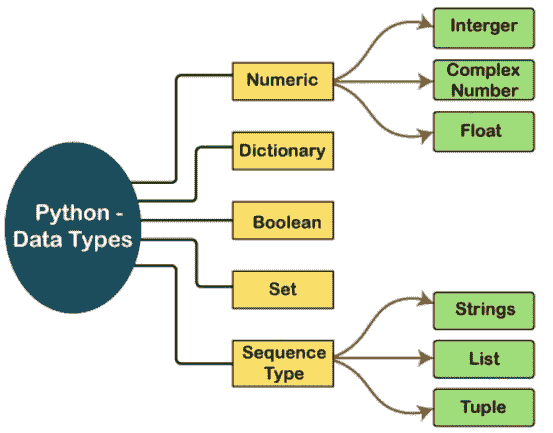 Python -
Data Types
Numeric
Dictionary
Boolean
Set
Sequence
Type
Interger
Complex
Number
Float
Strings
List
Tuple